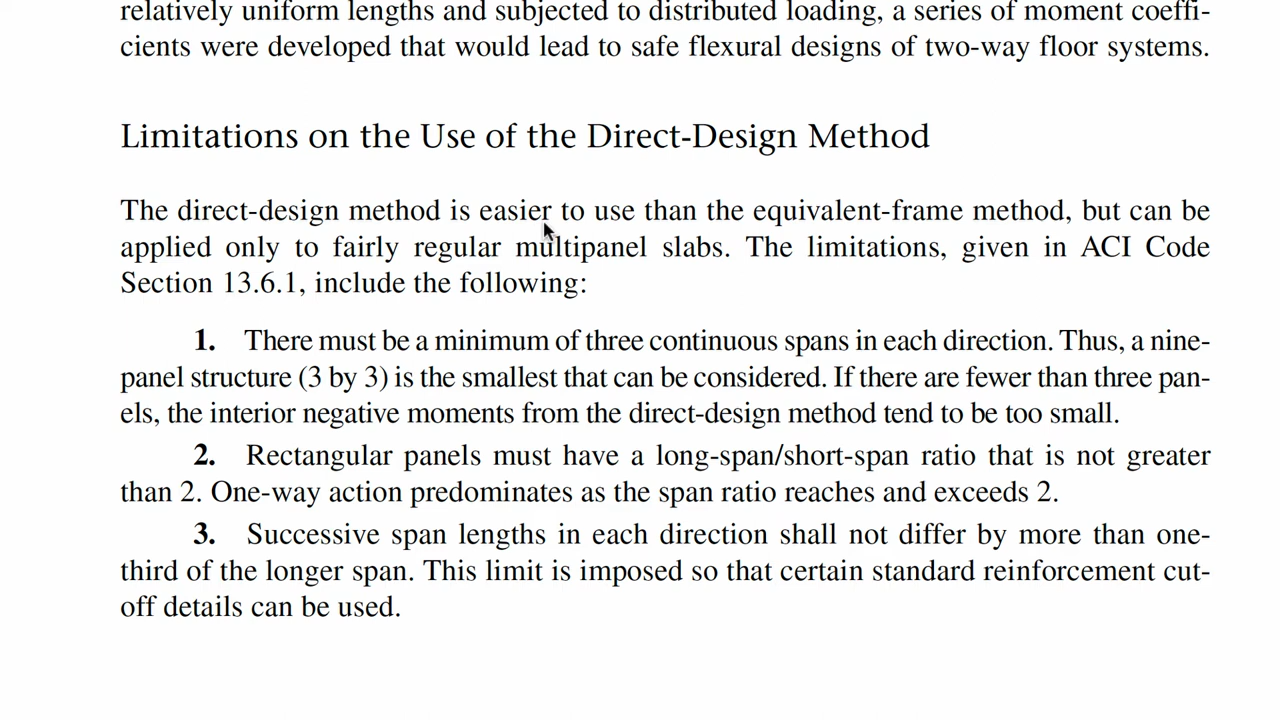 relatively uniform lengths and subjected to distributed loading, a series of moment coeffi-
cients were developed that would lead to safe flexural designs of two-way floor systems.
Limitations on the Use of the Direct-Design Method
The direct-design method is easier to use than the equivalent-frame method, but can be
applied only to fairly regular multipanel slabs. The limitations, given in ACI Code
Section 13.6.1, include the following:
1. There must be a minimum of three continuous spans in each direction. Thus, a nine-
panel structure (3 by 3) is the smallest that can be considered. If there are fewer than three pan-
els, the interior negative moments from the direct-design method tend to be too small.
2. Rectangular panels must have a long-span/short-span ratio that is not greater
than 2. One-way action predominates as the span ratio reaches and exceeds 2.
3. Successive span lengths in each direction shall not differ by more than one-
third of the longer span. This limit is imposed so that certain standard reinforcement cut-
off details can be used.